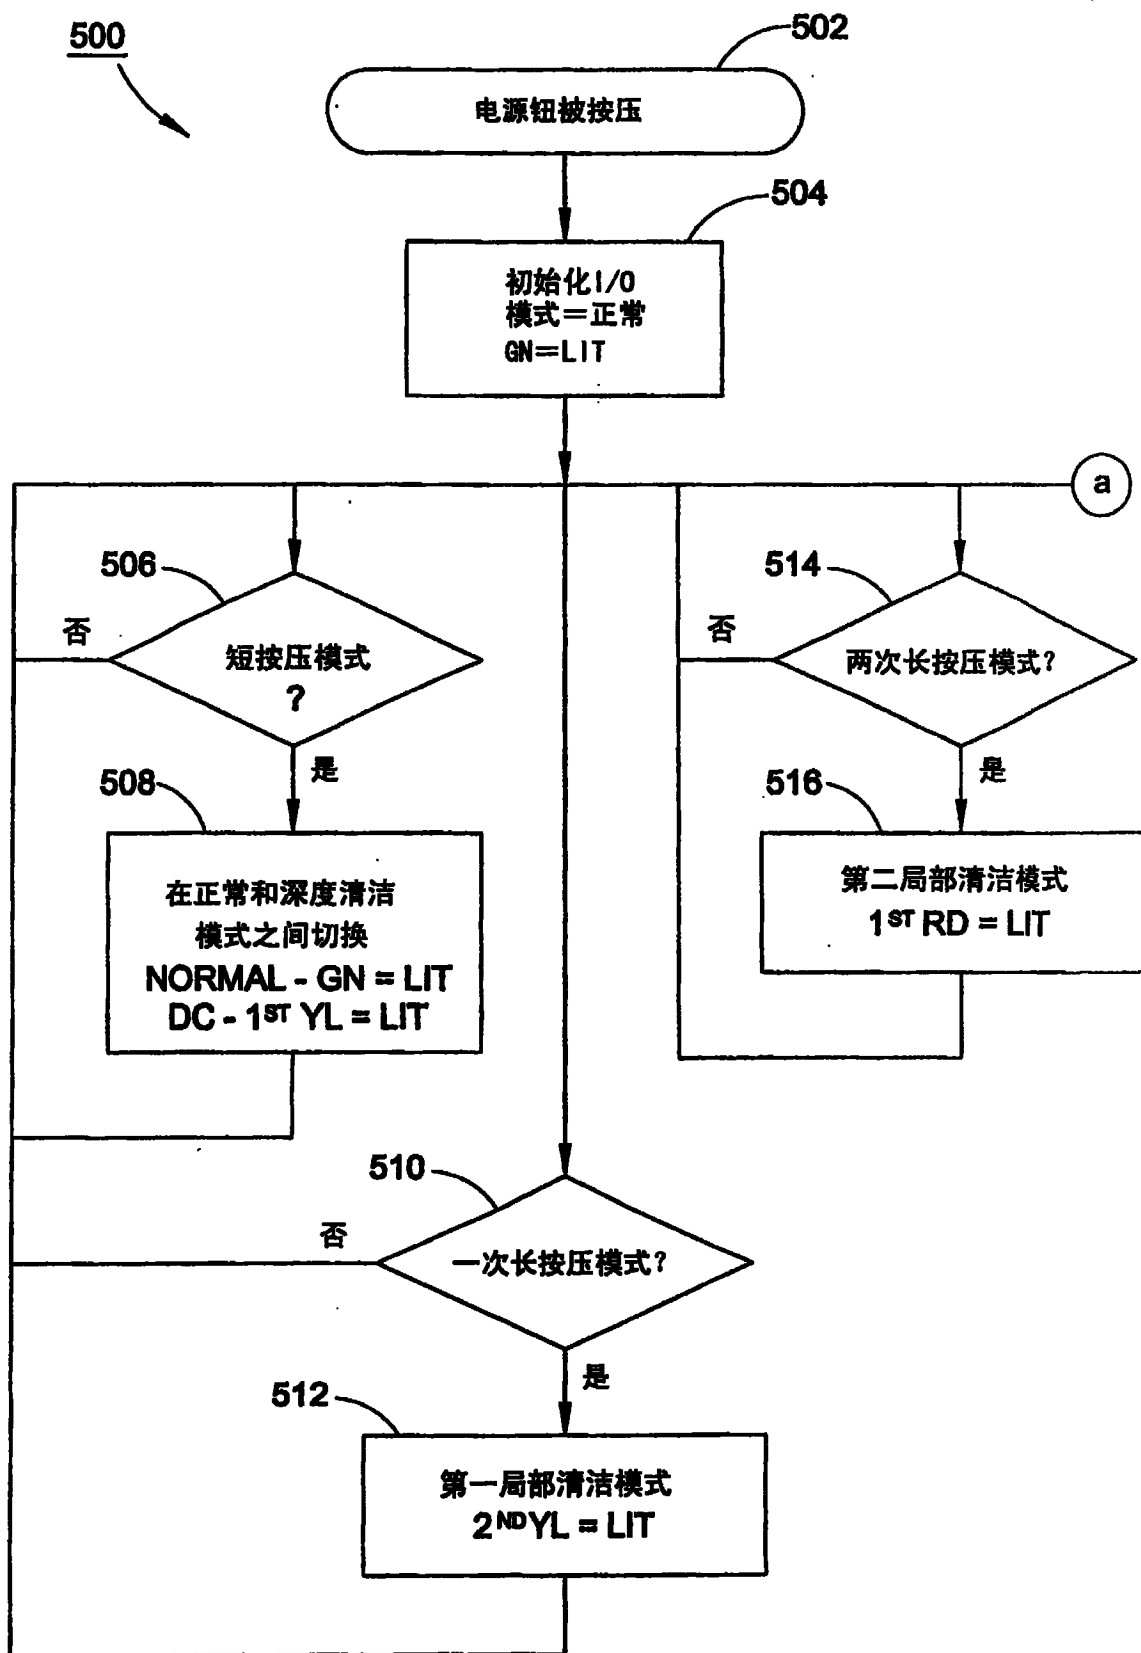 500
502
电源钮被按压
504
初始化I/O
模式=正常
GN=LIT
a
506
否
短按压模式
?
是
508
在正常和深度清洁
模式之间切换
NORMAL - GN = LIT
DC - 1ST YL = LIT
514
否
两次长按压模式?
是
516
第二局部清洁模式
1ST RD = LIT
510
否
一次长按压模式?
是
512
第一局部清洁模式
2ND YL = LIT